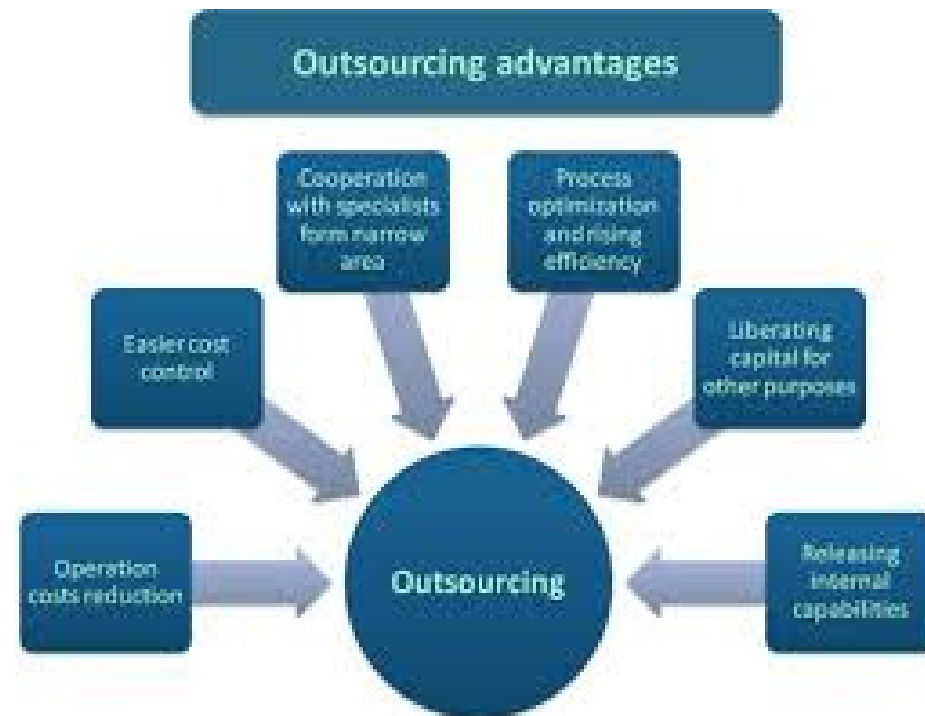 Outsourcing advantages
Cooperation
with specialists
form narrow
area
Process
optimization
and rising
efficiency
Easier cost
control
Liberating
capital for
other purposes
Operation
costs reduction
Outsourcing
Releasing
internal
capabilities